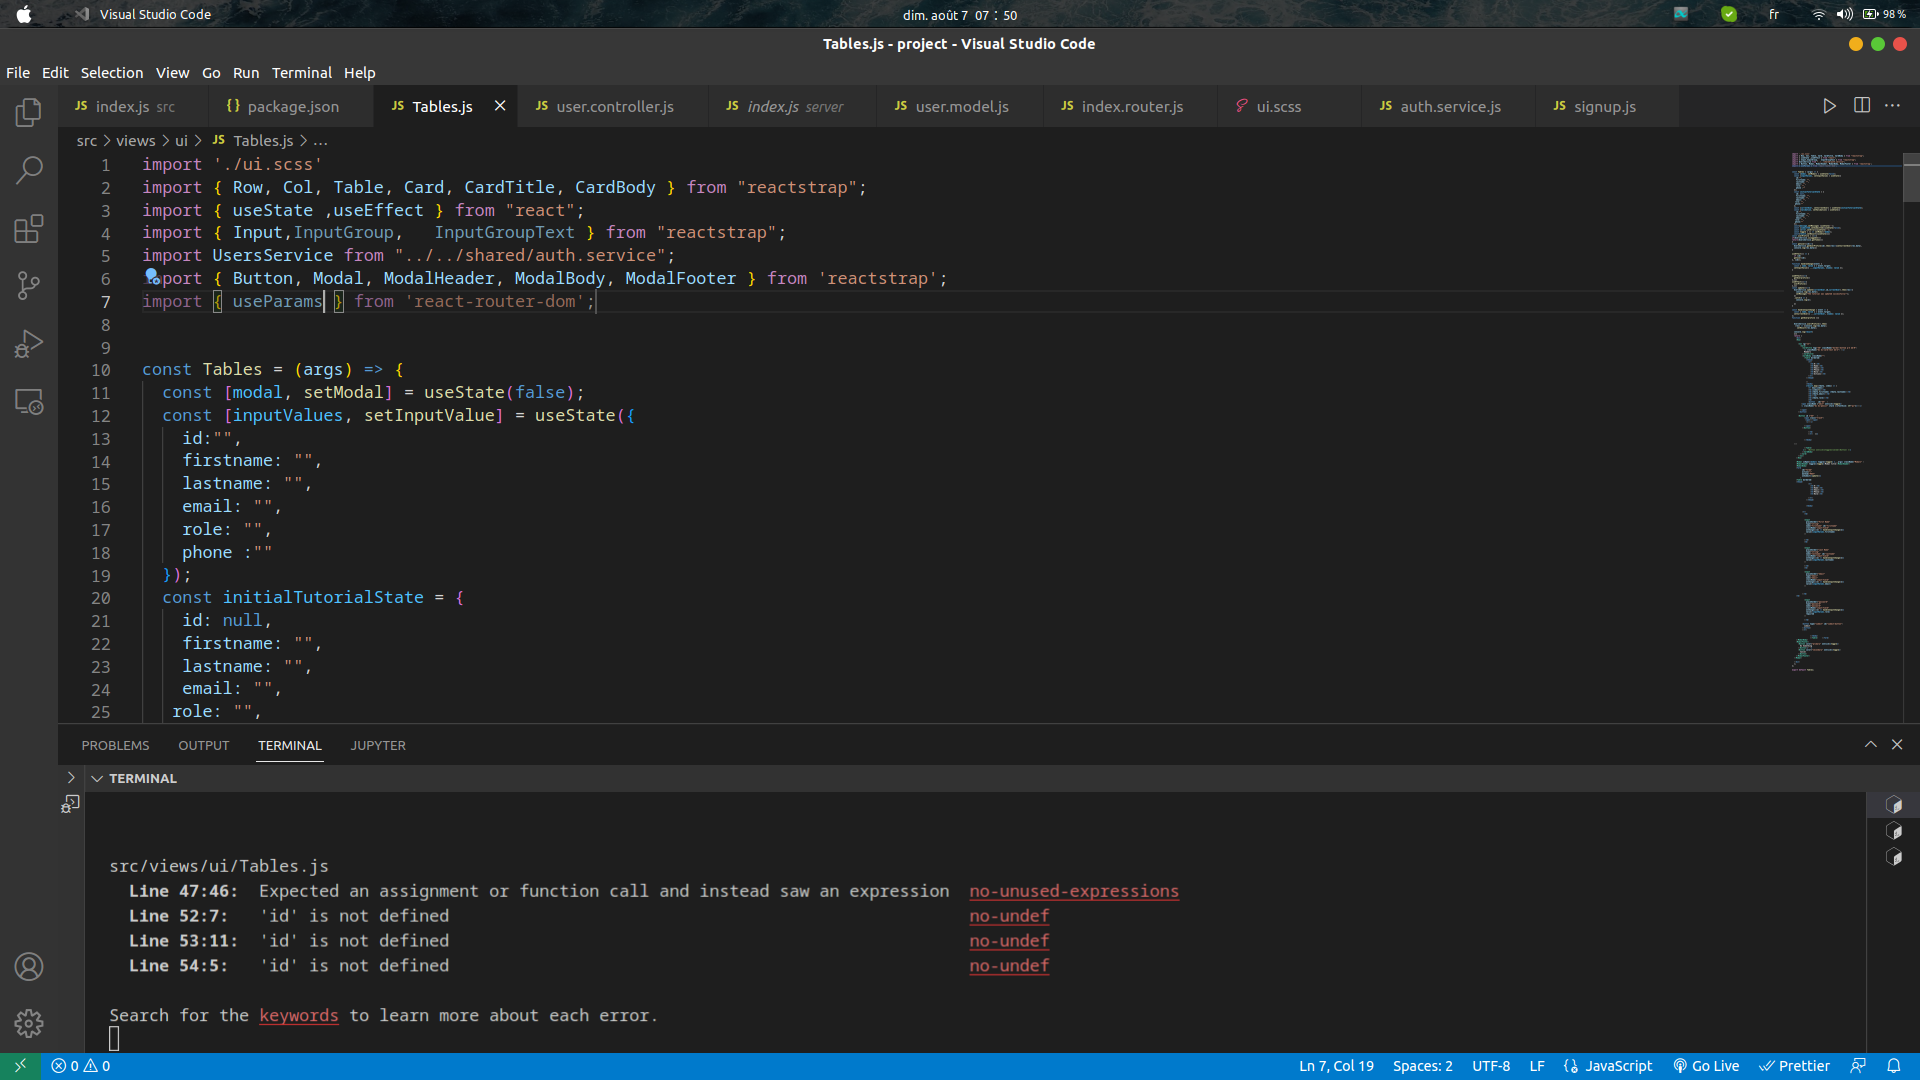 Visual Studio Code
dim. août 7 07 : 50
fr
98 %
Tables.js - project - Visual Studio Code
File Edit Selection View Go Run Terminal Help
JS index.js src
{} package.json
JS Tables.js
JS user.controller.js
JS index.js server
JS user.model.js
JS index.router.js
ui.scss
JS auth.service.js
JS signup.js
src > views > ui > JS Tables.js > ...
1 import './ui.scss'
2 import { Row, Col, Table, Card, CardTitle, CardBody } from "reactstrap";
3 import { useState ,useEffect } from "react";
4 import { Input,InputGroup,   InputGroupText } from "reactstrap";
5 import UsersService from "../../shared/auth.service";
6 import { Button, Modal, ModalHeader, ModalBody, ModalFooter } from 'reactstrap';
7 import { useParams } from 'react-router-dom';
8
9
10 const Tables = (args) => {
11 const [modal, setModal] = useState(false);
12 const [inputValues, setInputValue] = useState({
13 id:"",
14 firstname: "",
15 lastname: "",
16 email: "",
17 role: "",
18 phone :""
19 });
20 const initialTutorialState = {
21 id: null,
22 firstname: "",
23 lastname: "",
24 email: "",
25 role: "",
PROBLEMS OUTPUT TERMINAL JUPYTER
TERMINAL
src/views/ui/Tables.js
Line 47:46: Expected an assignment or function call and instead saw an expression no-unused-expressions
Line 52:7: 'id' is not defined no-undef
Line 53:11: 'id' is not defined no-undef
Line 54:5: 'id' is not defined no-undef
Search for the keywords to learn more about each error.
0 0
Ln 7, Col 19 Spaces: 2 UTF-8 LF {} JavaScript Go Live Prettier